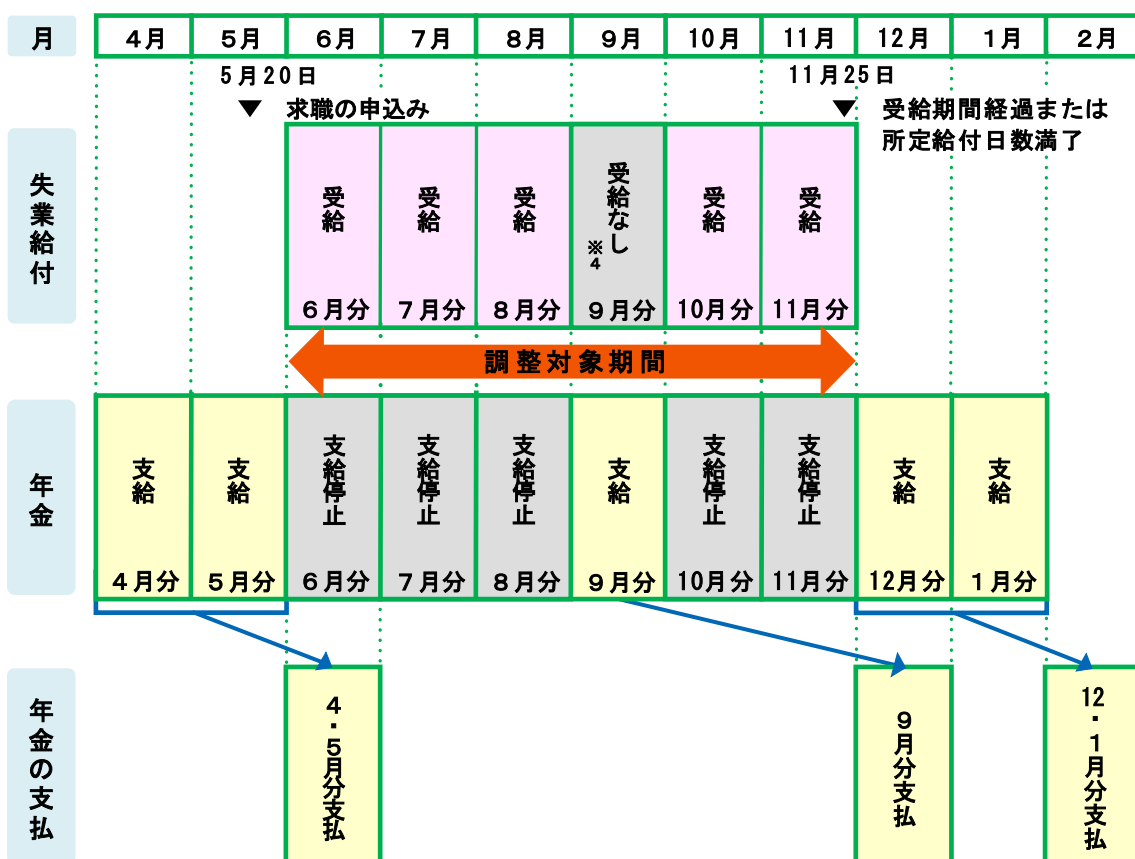 月 4月 5月 6月 7月 8月 9月 10月 11月 12月 1月 2月
5月20日 11月25日
▼ 求職の申込み ▼ 受給期間経過または
所定給付日数満了
失業給付
受給 受給 受給 受給なし ※4 受給 受給
6月分 7月分 8月分 9月分 10月分 11月分
調整対象期間
年金
支給 支給 支給停止 支給停止 支給停止 支給 支給停止 支給停止 支給 支給
4月分 5月分 6月分 7月分 8月分 9月分 10月分 11月分 12月分 1月分
年金の支払
4・5月分支払 9月分支払 12・1月分支払